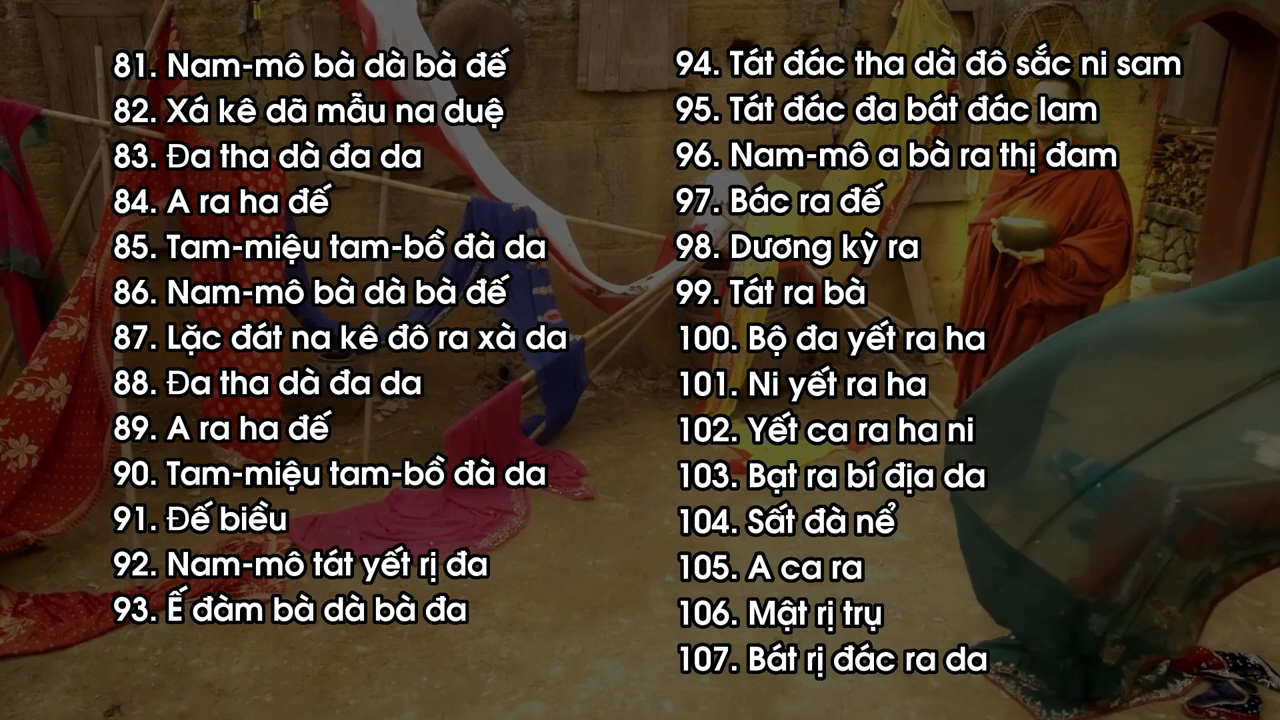 81. Nam-mô bà dà bà đế
82. Xá kê dã mẫu na duệ
83. Đa tha dà đa da
84. A ra ha đế
85. Tam-miệu tam-bồ đà da
86. Nam-mô bà dà bà đế
87. Lặc đát na kê đô ra xà da
88. Đa tha dà đa da
89. A ra ha đế
90. Tam-miệu tam-bồ đà da
91. Đế biều
92. Nam-mô tát yết rị đa
93. Ế đàm bà dà bà đa
94. Tát đác tha dà đô sắc ni sam
95. Tát đác đa bát đác lam
96. Nam-mô a bà ra thị đam
97. Bác ra đế
98. Dương kỳ ra
99. Tát ra bà
100. Bộ đa yết ra ha
101. Ni yết ra ha
102. Yết ca ra ha ni
103. Bạt ra bí địa da
104. Sất đà nể
105. A ca ra
106. Mật rị trụ
107. Bát rị đác ra da